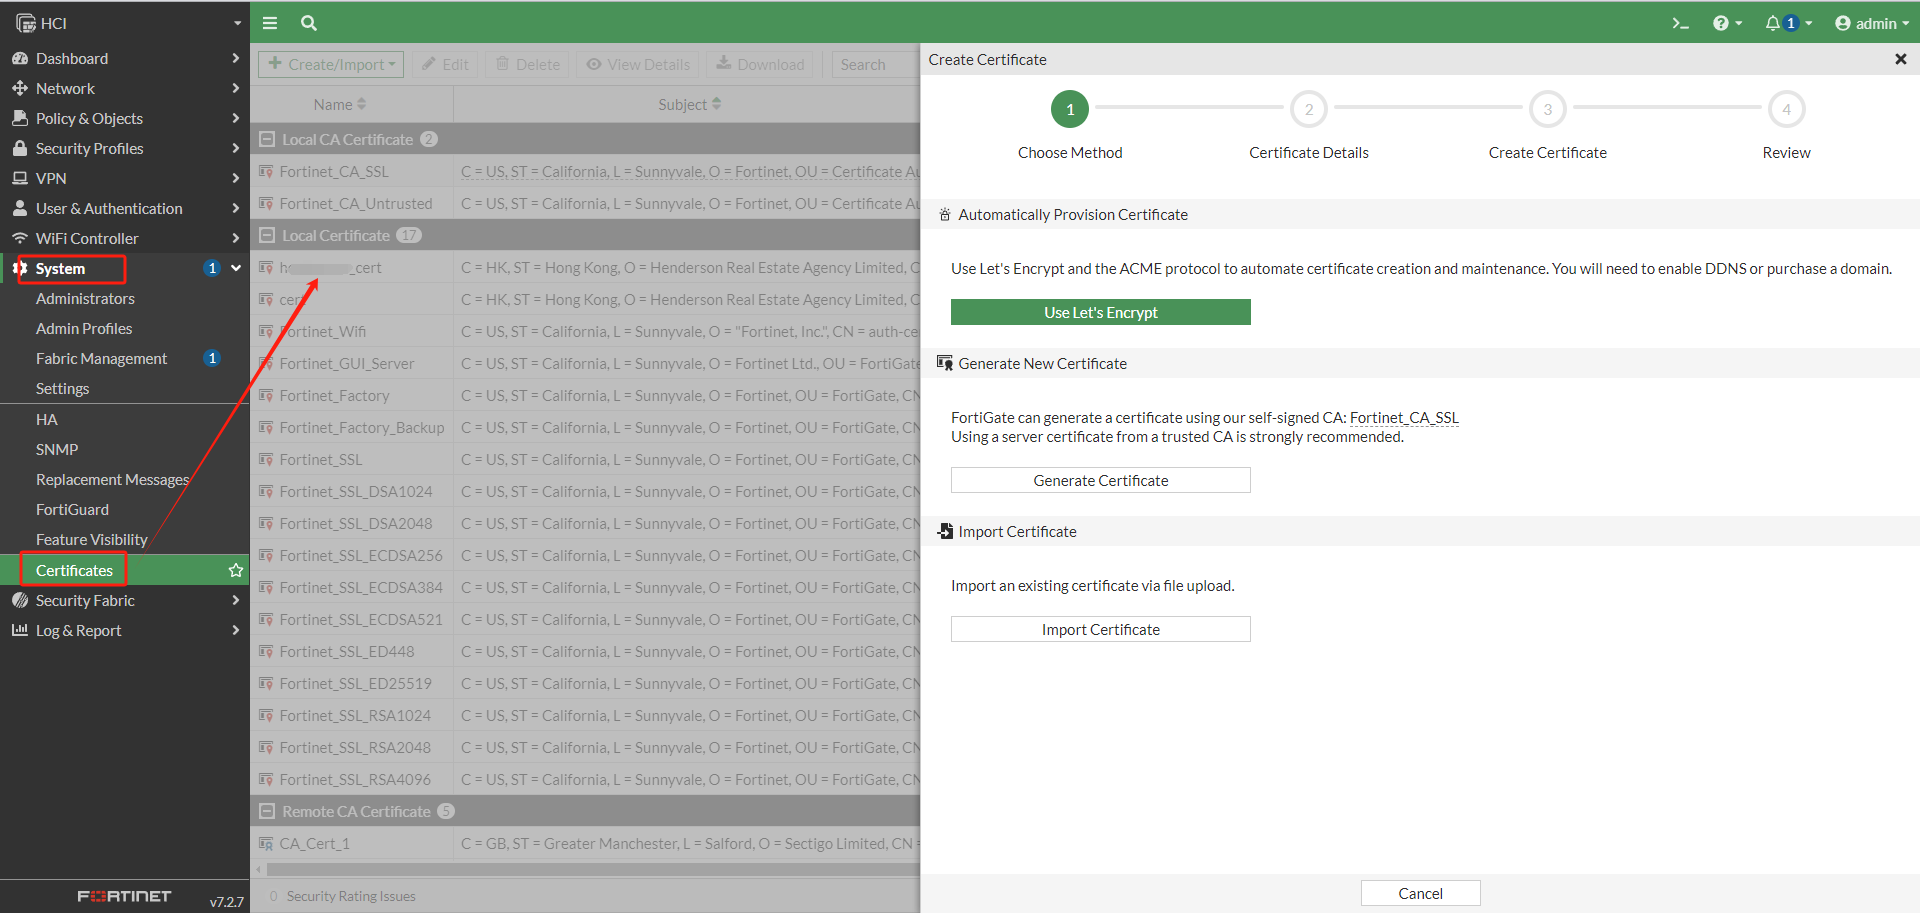 HCI
Dashboard
Network
Policy & Objects
Security Profiles
VPN
User & Authentication
WiFi Controller
System 1
Administrators
Admin Profiles
Fabric Management 1
Settings
HA
SNMP
Replacement Messages
FortiGuard
Feature Visibility
Certificates
Security Fabric
Log & Report
FORTINET v7.2.7
>_ ? 1 admin
Create/Import Edit Delete View Details Download Search
Name Subject
Local CA Certificate 2
Fortinet_CA_SSL C = US, ST = California, L = Sunnyvale, O = Fortinet, OU = Certificate Au
Fortinet_CA_Untrusted C = US, ST = California, L = Sunnyvale, O = Fortinet, OU = Certificate Au
Local Certificate 17
_cert C = HK, ST = Hong Kong, O = Henderson Real Estate Agency Limited, C
cert C = HK, ST = Hong Kong, O = Henderson Real Estate Agency Limited, C
Fortinet_Wifi C = US, ST = California, L = Sunnyvale, O = "Fortinet, Inc.", CN = auth-ce
Fortinet_GUI_Server C = US, ST = California, L = Sunnyvale, O = Fortinet Ltd., OU = FortiGate
Fortinet_Factory C = US, ST = California, L = Sunnyvale, O = Fortinet, OU = FortiGate, CN
Fortinet_Factory_Backup C = US, ST = California, L = Sunnyvale, O = Fortinet, OU = FortiGate, CN
Fortinet_SSL C = US, ST = California, L = Sunnyvale, O = Fortinet, OU = FortiGate, CN
Fortinet_SSL_DSA1024 C = US, ST = California, L = Sunnyvale, O = Fortinet, OU = FortiGate, CN
Fortinet_SSL_DSA2048 C = US, ST = California, L = Sunnyvale, O = Fortinet, OU = FortiGate, CN
Fortinet_SSL_ECDSA256 C = US, ST = California, L = Sunnyvale, O = Fortinet, OU = FortiGate, CN
Fortinet_SSL_ECDSA384 C = US, ST = California, L = Sunnyvale, O = Fortinet, OU = FortiGate, CN
Fortinet_SSL_ECDSA521 C = US, ST = California, L = Sunnyvale, O = Fortinet, OU = FortiGate, CN
Fortinet_SSL_ED448 C = US, ST = California, L = Sunnyvale, O = Fortinet, OU = FortiGate, CN
Fortinet_SSL_ED25519 C = US, ST = California, L = Sunnyvale, O = Fortinet, OU = FortiGate, CN
Fortinet_SSL_RSA1024 C = US, ST = California, L = Sunnyvale, O = Fortinet, OU = FortiGate, CN
Fortinet_SSL_RSA2048 C = US, ST = California, L = Sunnyvale, O = Fortinet, OU = FortiGate, CN
Fortinet_SSL_RSA4096 C = US, ST = California, L = Sunnyvale, O = Fortinet, OU = FortiGate, CN
Remote CA Certificate 5
CA_Cert_1 C = GB, ST = Greater Manchester, L = Salford, O = Sectigo Limited, CN =
0 Security Rating Issues
Create Certificate
1 2 3 4
Choose Method Certificate Details Create Certificate Review
Automatically Provision Certificate
Use Let's Encrypt and the ACME protocol to automate certificate creation and maintenance. You will need to enable DDNS or purchase a domain.
Use Let's Encrypt
Generate New Certificate
FortiGate can generate a certificate using our self-signed CA: Fortinet_CA_SSL
Using a server certificate from a trusted CA is strongly recommended.
Generate Certificate
Import Certificate
Import an existing certificate via file upload.
Import Certificate
Cancel